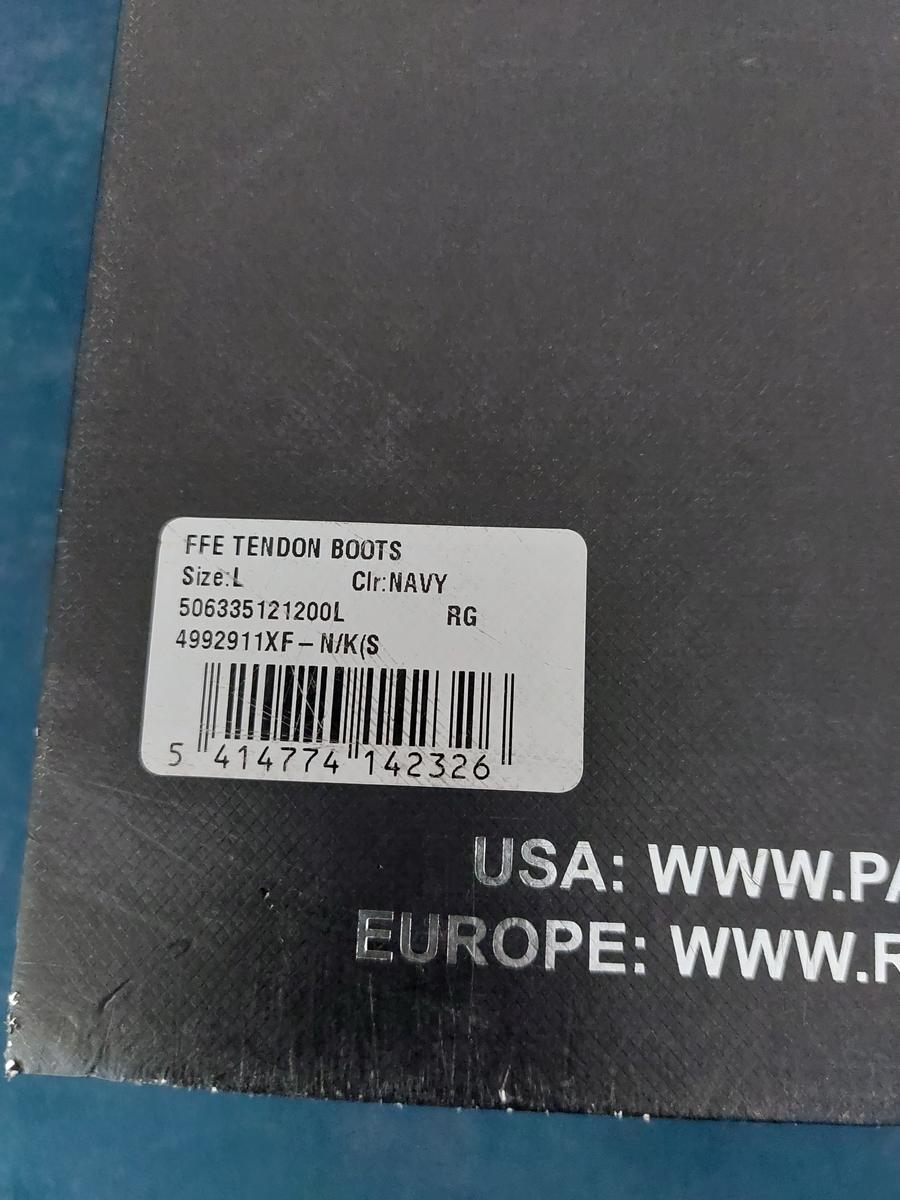 FFE TENDON BOOTS
Size:L Clr:NAVY
506335121200L RG
4992911XF-N/K(S
5 414774 142326
USA: WWW.PA
EUROPE: WWW.R